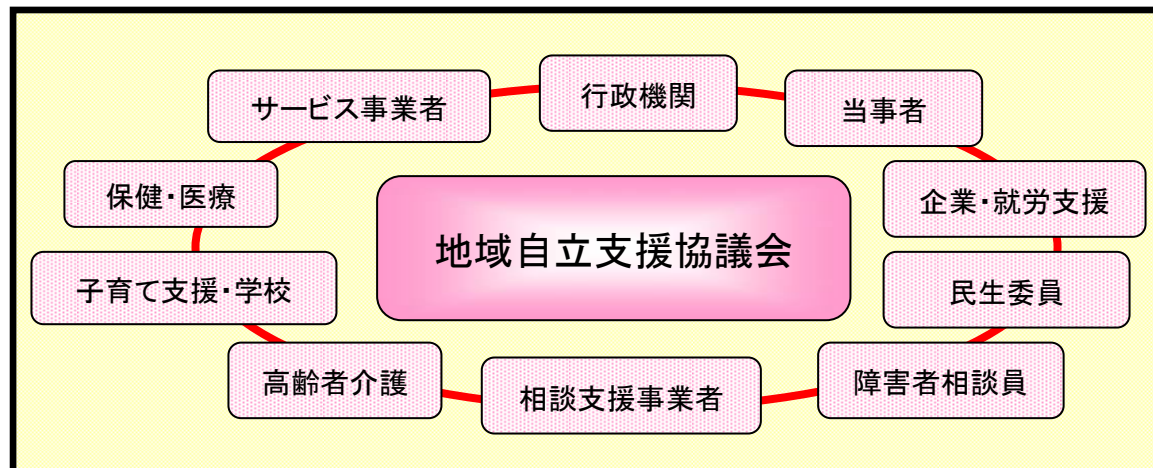 行政機関
サービス事業者
当事者
保健・医療
企業・就労支援
地域自立支援協議会
子育て支援・学校
民生委員
高齢者介護
相談支援事業者
障害者相談員